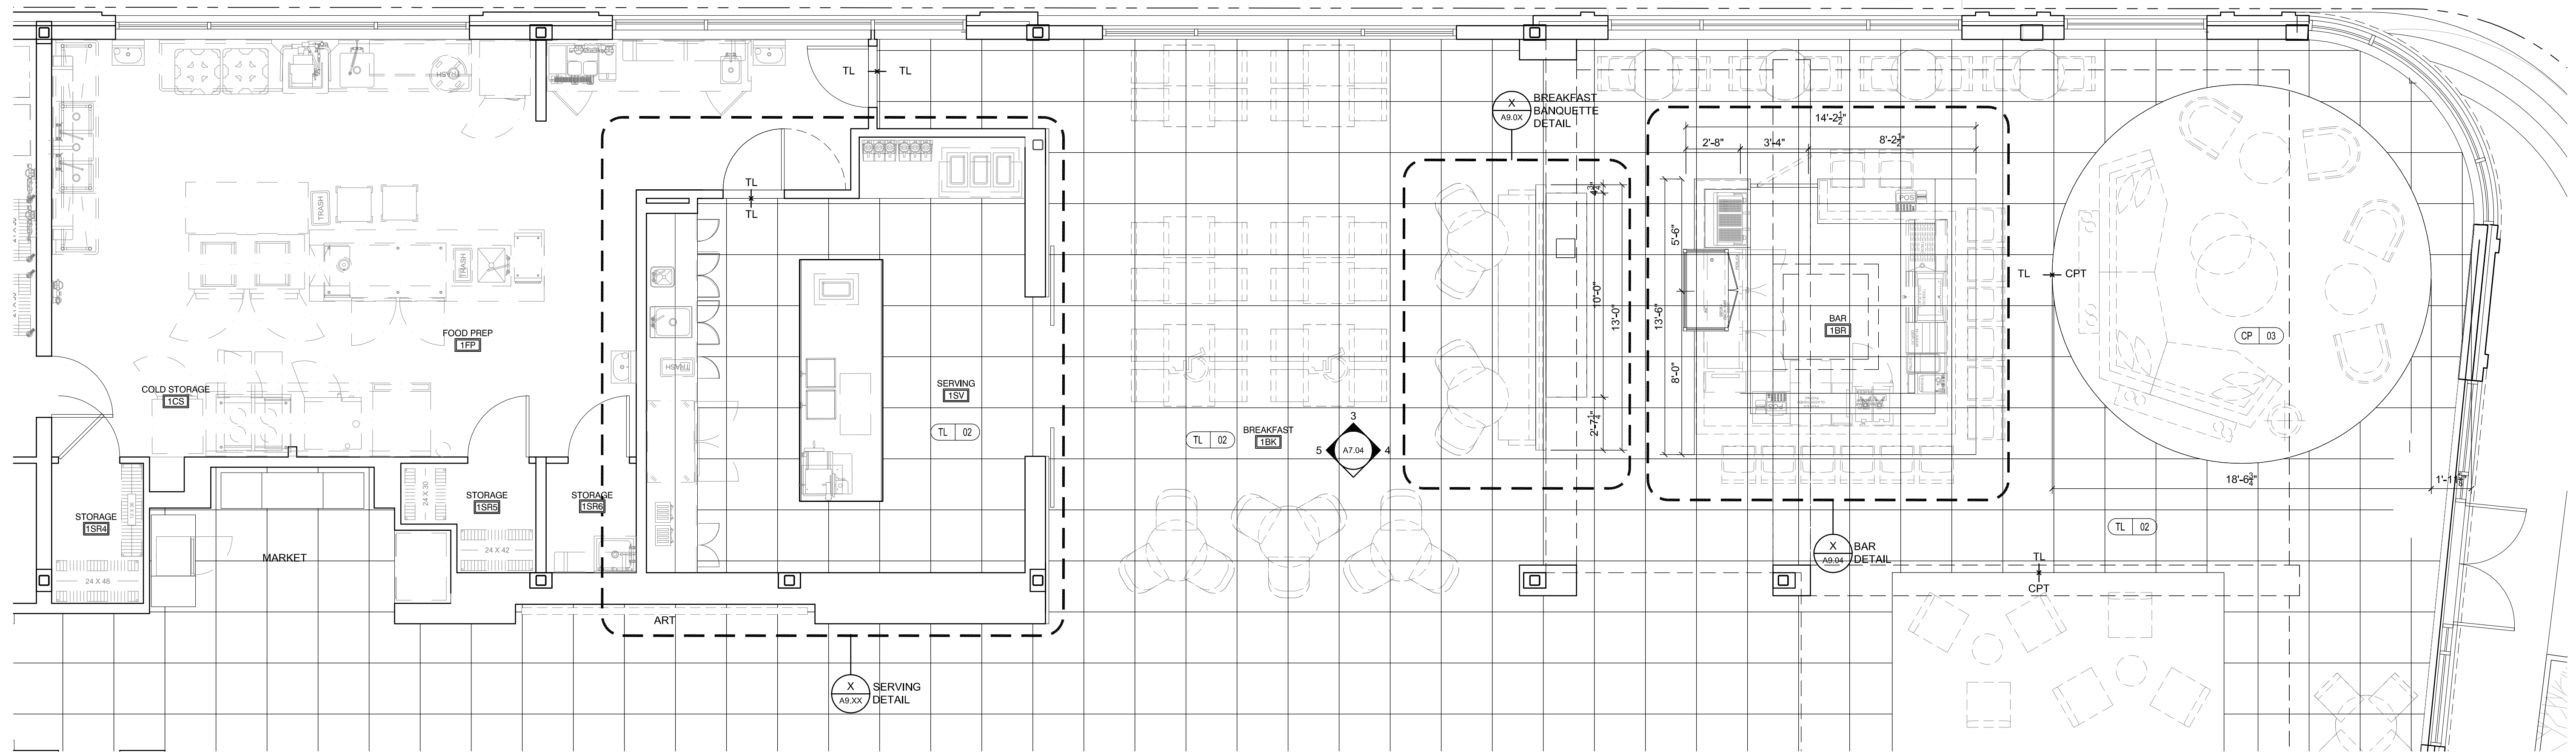 TL
TL
TRASH
X
A9.0X
BREAKFAST
BANQUETTE
DETAIL
14'-2½"
2'-8"
3'-4"
8'-2½"
TL
TL
TRASH
POS
5'-6"
TRASH
TL
CPT
10'-0"
13'-0"
13'-6"
BAR
1BR
FOOD PREP
1FP
CP 03
TRASH
8'-0"
COLD STORAGE
1CS
SERVING
1SV
POS
3
5
A7.04
4
TL 02
TL 02
BREAKFAST
1BK
2'-7¼"
18'-6¾"
24 X 30
STORAGE
1SR5
STORAGE
1SR6
STORAGE
1SR4
TL 02
24 X 42
X
A9.04
BAR
DETAIL
MARKET
TL
CPT
24 X 48
ART
X
A9.XX
SERVING
DETAIL